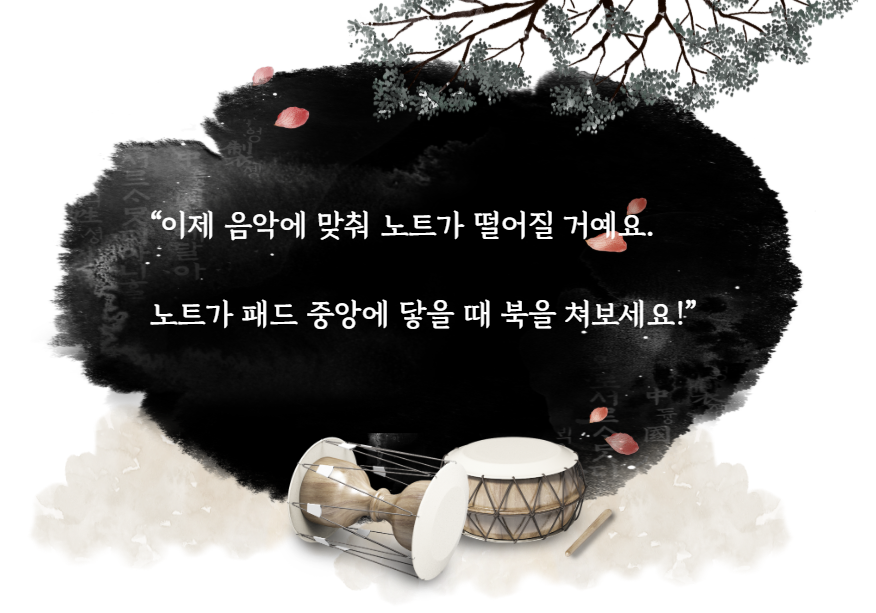 “이제 음악에 맞춰 노트가 떨어질 거예요.
노트가 패드 중앙에 닿을 때 북을 쳐보세요!”